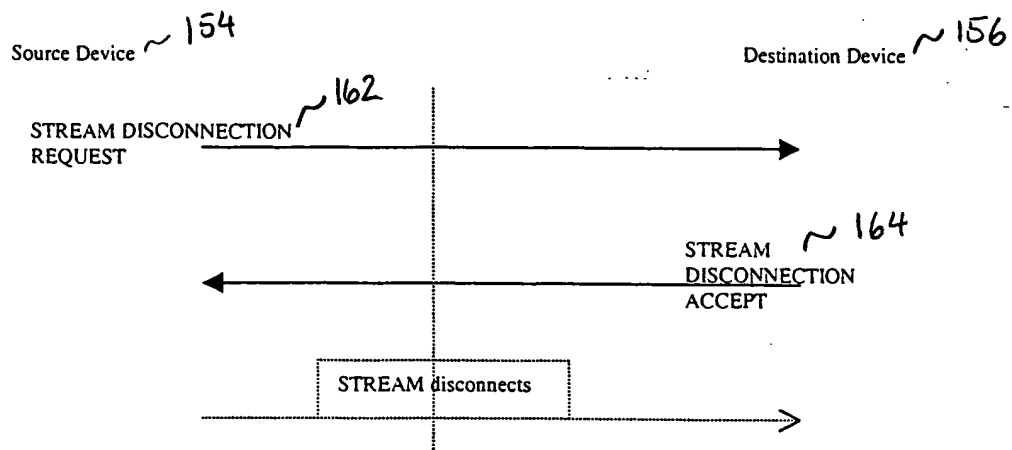 Source Device ~ 154
Destination Device ~ 156
STREAM DISCONNECTION ~ 162
REQUEST
STREAM ~ 164
DISCONNECTION
ACCEPT
STREAM disconnects